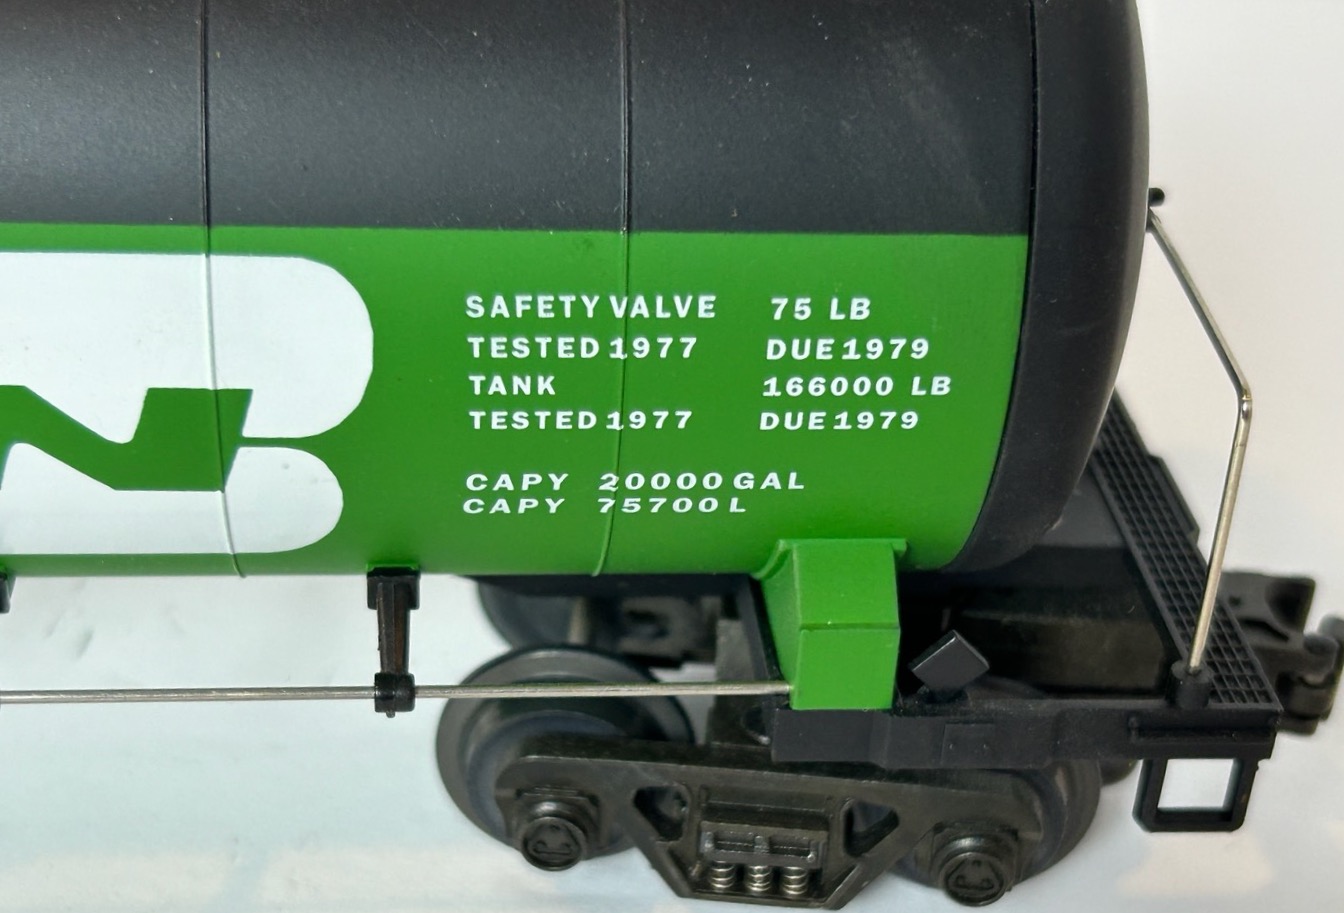 SAFETY VALVE 75 LB
TESTED 1977 DUE 1979
TANK 166000 LB
TESTED 1977 DUE 1979
CAPY 20000 GAL
CAPY 75700 L